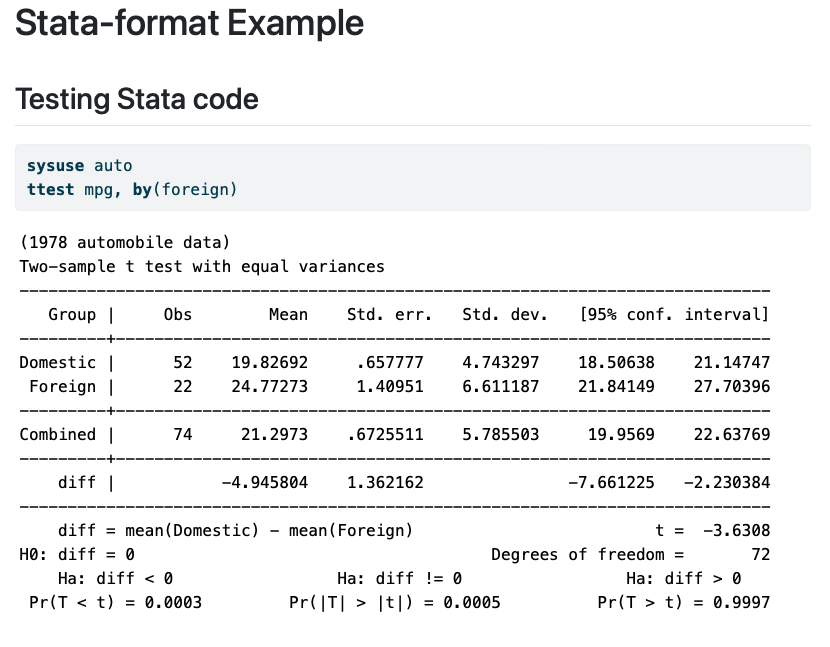 Stata-format Example
Testing Stata code
sysuse auto
ttest mpg, by(foreign)
(1978 automobile data)
Two-sample t test with equal variances
------------------------------------------------------------------------------
   Group |     Obs        Mean    Std. err.   Std. dev.   [95% conf. interval]
---------+--------------------------------------------------------------------
Domestic |      52    19.82692     .657777    4.743297    18.50638    21.14747
 Foreign |      22    24.77273     1.40951    6.611187    21.84149    27.70396
---------+--------------------------------------------------------------------
Combined |      74     21.2973    .6725511    5.785503     19.9569    22.63769
---------+--------------------------------------------------------------------
    diff |           -4.945804    1.362162               -7.661225   -2.230384
------------------------------------------------------------------------------
    diff = mean(Domestic) - mean(Foreign)                         t =  -3.6308
H0: diff = 0                                     Degrees of freedom =       72
    Ha: diff < 0                 Ha: diff != 0                 Ha: diff > 0
 Pr(T < t) = 0.0003         Pr(|T| > |t|) = 0.0005          Pr(T > t) = 0.9997